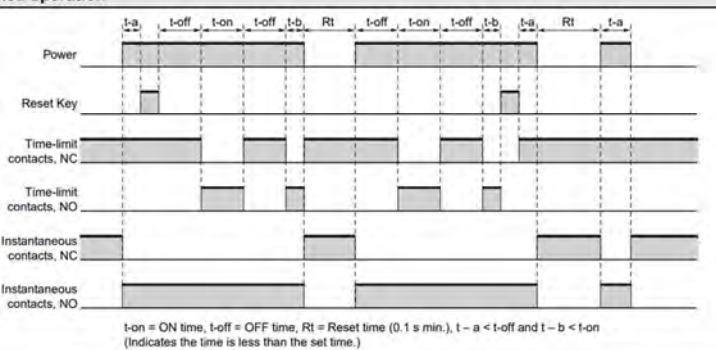 t-a t-off t-on t-off t-b Rt t-off t-on t-off t-b t-a Rt t-a
Power
Reset Key
Time-limit
contacts, NC
Time-limit
contacts, NO
Instantaneous
contacts, NC
Instantaneous
contacts, NO
t-on = ON time, t-off = OFF time, Rt = Reset time (0.1 s min.), t – a < t-off and t – b < t-on
(Indicates the time is less than the set time.)